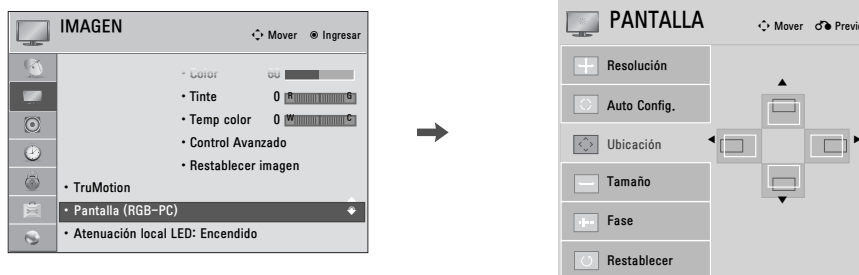 IMAGEN
Mover Ingresar
• Color 60
• Tinte 0 R G
• Temp color 0 W C
• Control Avanzado
• Restablecer imagen
• TruMotion
• Pantalla (RGB-PC)
• Atenuación local LED: Encendido
PANTALLA
Mover Previo
Resolución
Auto Config.
Ubicación
Tamaño
Fase
Restablecer